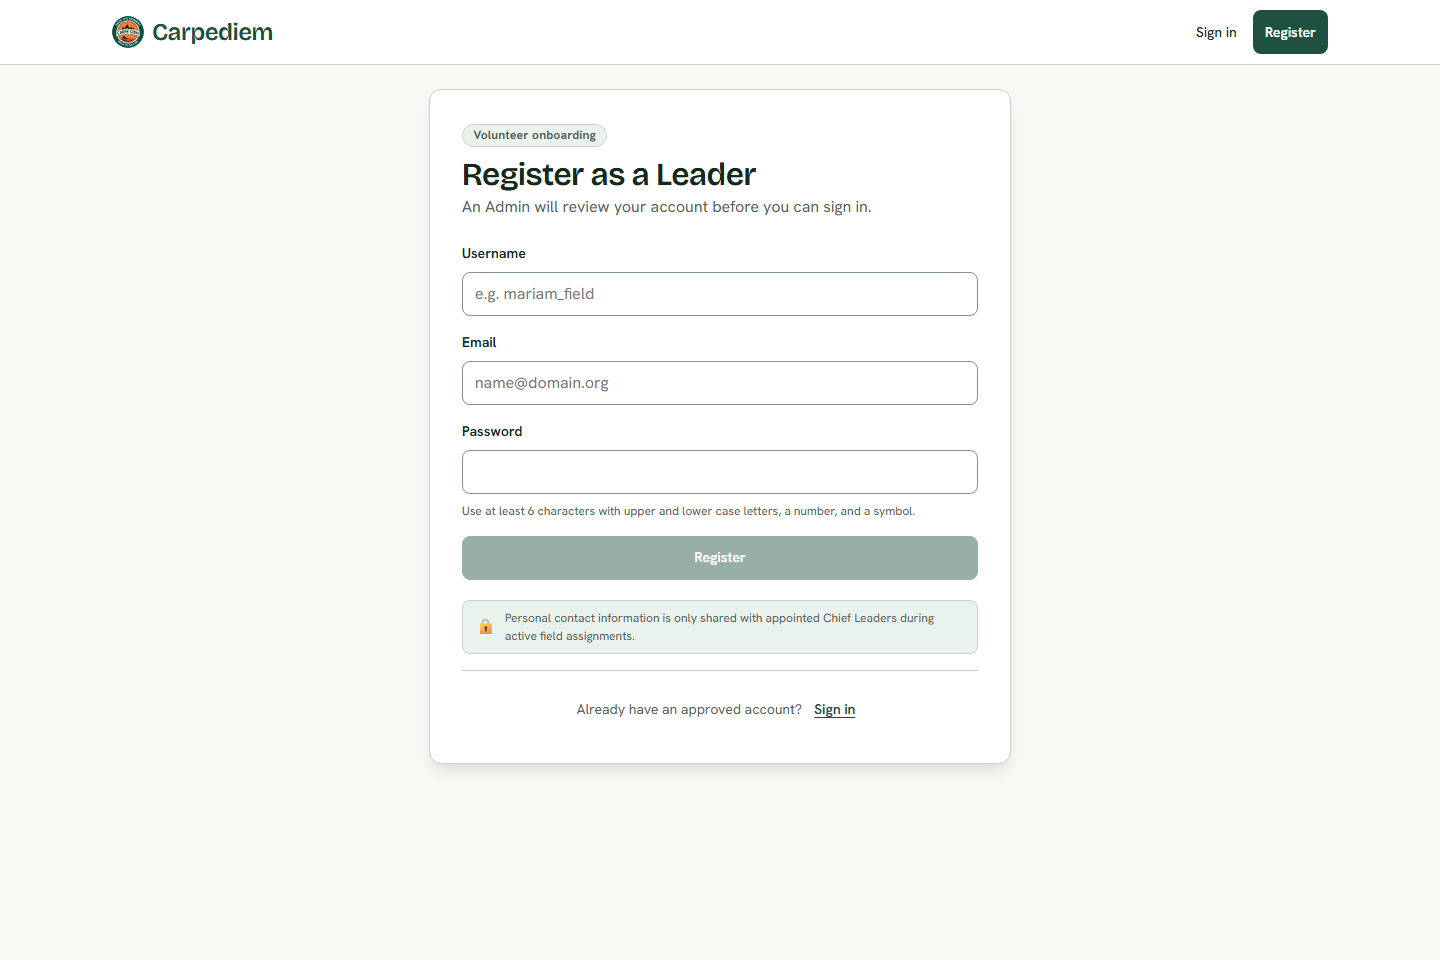 Carpediem
Sign in
Register
Volunteer onboarding
Register as a Leader
An Admin will review your account before you can sign in.
Username
e.g. mariam_field
Email
name@domain.org
Password
Use at least 6 characters with upper and lower case letters, a number, and a symbol.
Register
Personal contact information is only shared with appointed Chief Leaders during
active field assignments.
Already have an approved account? Sign in